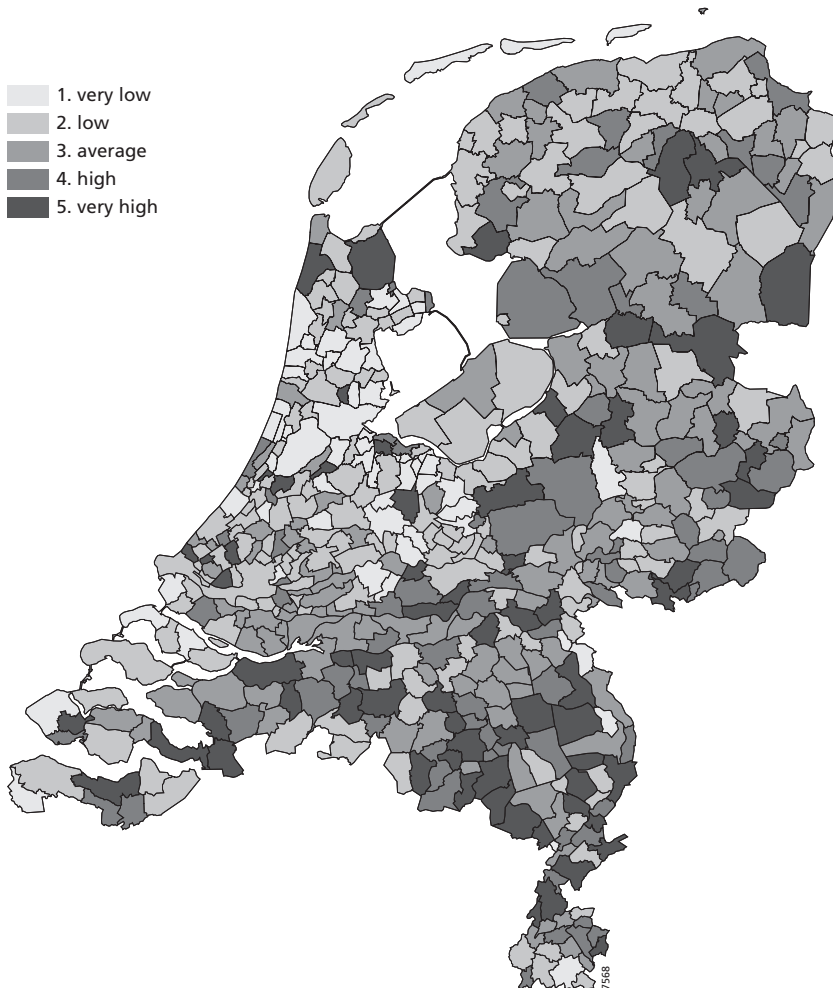 1. very low
2. low
3. average
4. high
5. very high
7568